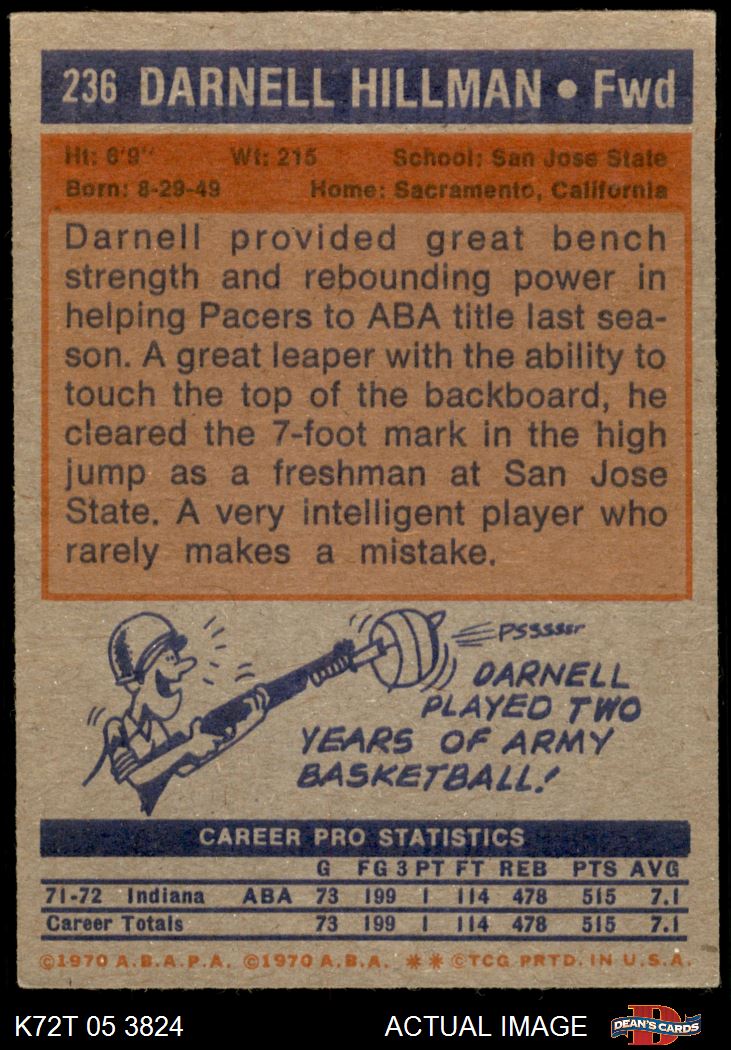 236 DARNELL HILLMAN • Fwd
Ht: 6'9" Wt: 215 School: San Jose State
Born: 8-29-49 Home: Sacramento, California
Darnell provided great bench
strength and rebounding power in
helping Pacers to ABA title last sea-
son. A great leaper with the ability to
touch the top of the backboard, he
cleared the 7-foot mark in the high
jump as a freshman at San Jose
State. A very intelligent player who
rarely makes a mistake.
PSSSSST
DARNELL
PLAYED TWO
YEARS OF ARMY
BASKETBALL!
CAREER PRO STATISTICS
G FG 3 PT FT REB PTS AVG
71-72 Indiana ABA 73 199 1 114 478 515 7.1
Career Totals 73 199 1 114 478 515 7.1
©1970 A.B.A.P.A. ©1970 A.B.A. ** ©TCG PRTD. IN U.S.A.
K72T 05 3824 ACTUAL IMAGE
D
DEAN'S CARDS